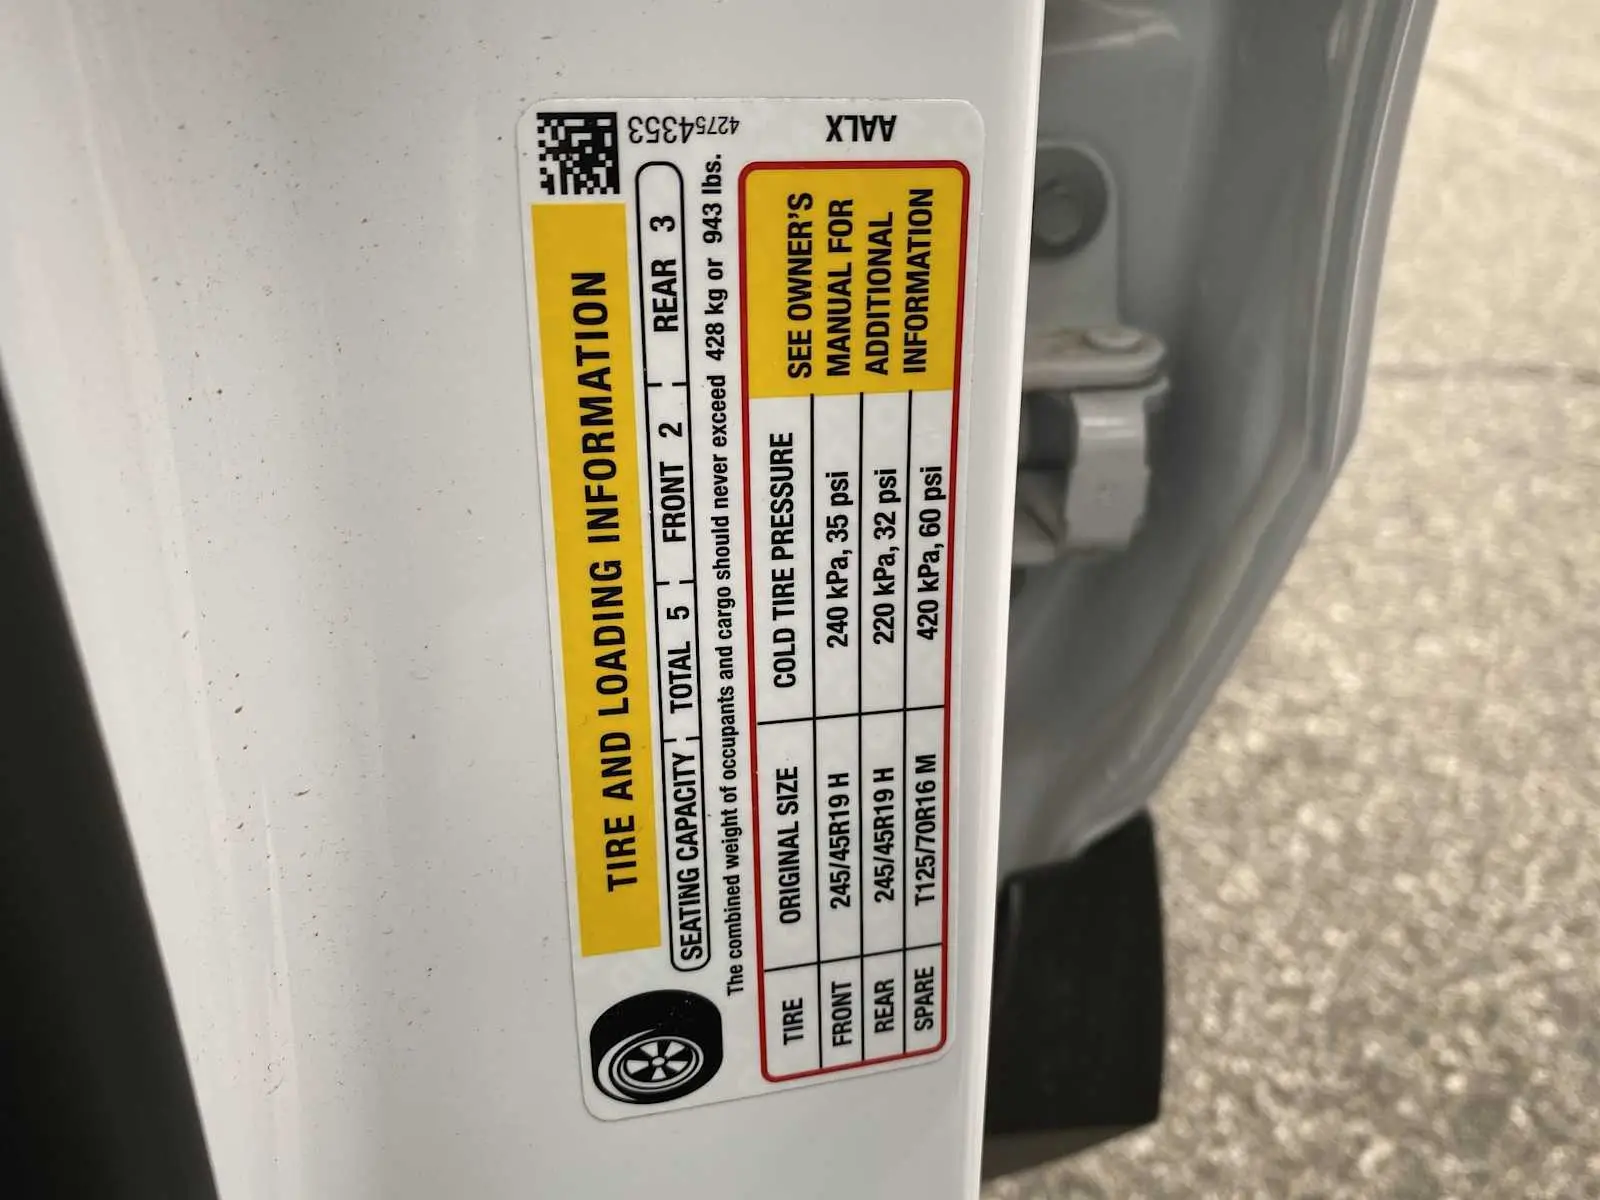 TIRE AND LOADING INFORMATION
SEATING CAPACITY TOTAL 5 FRONT 2 REAR 3
The combined weight of occupants and cargo should never exceed 428 kg or 943 lbs.
TIRE ORIGINAL SIZE COLD TIRE PRESSURE
FRONT 245/45R19 H 240 kPa, 35 psi
REAR 245/45R19 H 220 kPa, 32 psi
SPARE T125/70R16 M 420 kPa, 60 psi
SEE OWNER'S
MANUAL FOR
ADDITIONAL
INFORMATION
42754353
42754353
AALX